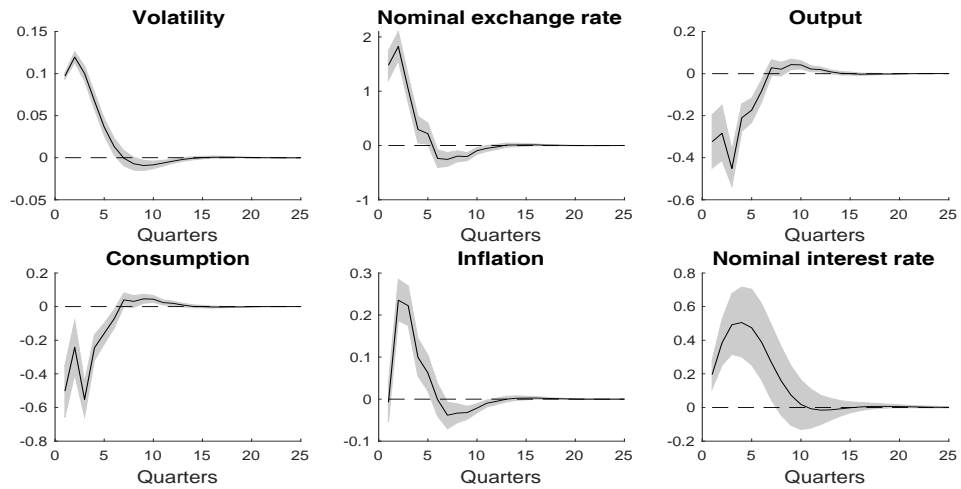 Volatility
0.15
0.1
0.05
0
-0.05
0 5 10 15 20 25
Quarters
Nominal exchange rate
2
1
0
-1
0 5 10 15 20 25
Quarters
Output
0.2
0
-0.2
-0.4
-0.6
0 5 10 15 20 25
Quarters
Consumption
0.2
0
-0.2
-0.4
-0.6
-0.8
0 5 10 15 20 25
Quarters
Inflation
0.3
0.2
0.1
0
-0.1
0 5 10 15 20 25
Quarters
Nominal interest rate
0.8
0.6
0.4
0.2
0
-0.2
0 5 10 15 20 25
Quarters